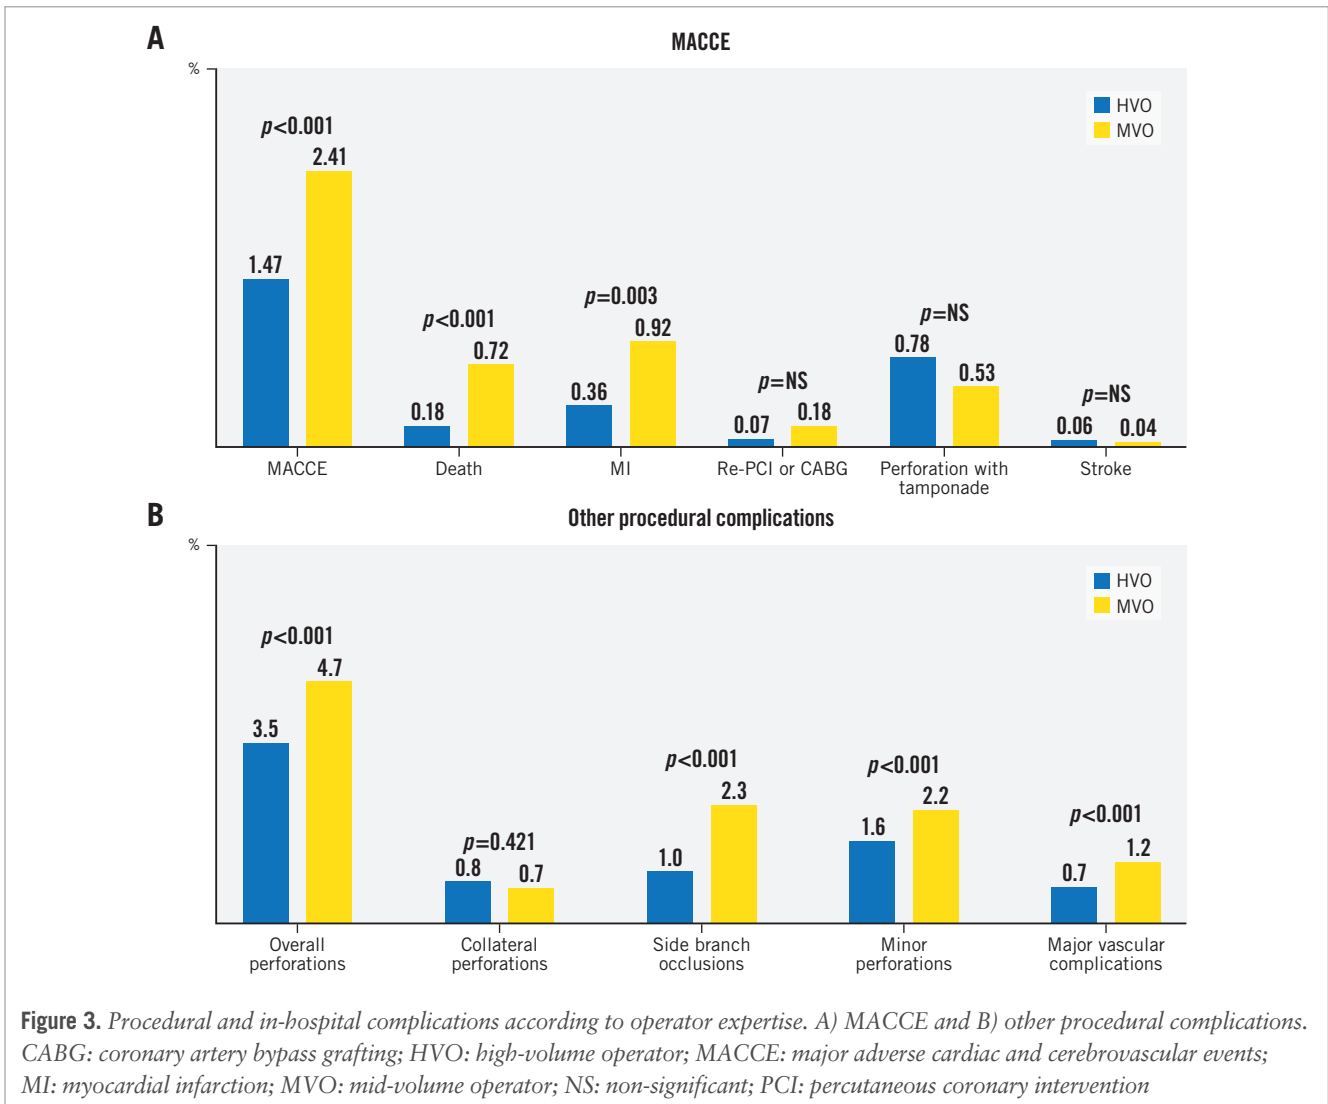 A
MACCE
%
HVO
MVO
p<0.001
2.41
1.47
p<0.001
0.72
0.18
p=0.003
0.92
0.36
p=NS
0.18
0.07
p=NS
0.78
0.53
p=NS
0.06
0.04
MACCE
Death
MI
Re-PCI or CABG
Perforation with
tamponade
Stroke
B
Other procedural complications
%
HVO
MVO
p<0.001
4.7
3.5
p=0.421
0.8
0.7
p<0.001
2.3
1.0
p<0.001
2.2
1.6
p<0.001
1.2
0.7
Overall
perforations
Collateral
perforations
Side branch
occlusions
Minor
perforations
Major vascular
complications
Figure 3. Procedural and in-hospital complications according to operator expertise. A) MACCE and B) other procedural complications.
CABG: coronary artery bypass grafting; HVO: high-volume operator; MACCE: major adverse cardiac and cerebrovascular events;
MI: myocardial infarction; MVO: mid-volume operator; NS: non-significant; PCI: percutaneous coronary intervention